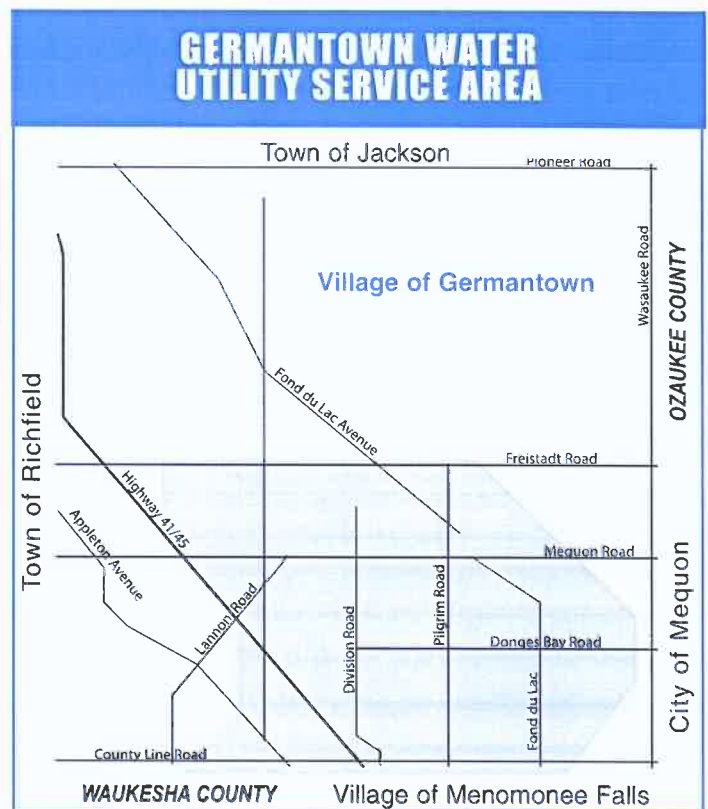 GERMANTOWN WATER
UTILITY SERVICE AREA
Town of Jackson
Pioneer Road
Wasaukee Road
OZAUKEE COUNTY
Village of Germantown
Town of Richfield
Fond du Lac Avenue
Freistadt Road
Highway 41/45
Appleton Avenue
Mequon Road
Lannon Road
Division Road
Pilgrim Road
Donges Bay Road
City of Mequon
Fond du Lac
County Line Road
WAUKESHA COUNTY
Village of Menomonee Falls